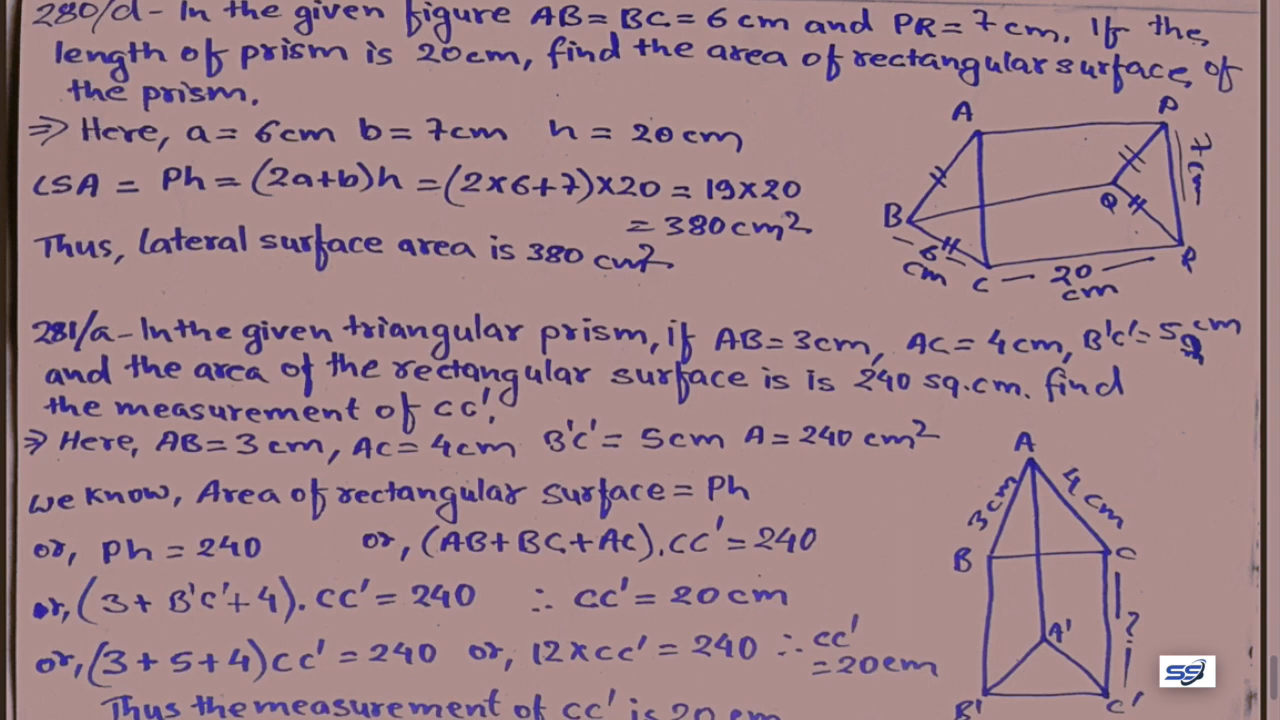 280/d- In the given figure AB = BC = 6 cm and PR = 7 cm. If the
length of prism is 20cm, find the area of rectangular surface of
the prism.
⇒ Here, a = 6cm b = 7cm h = 20 cm
LSA = Ph = (2a+b)h = (2×6+7)×20 = 19×20
= 380 cm²
Thus, lateral surface area is 380 cm².
A
P
7cm
B
Q
6 cm
C
20 cm
R
281/a- In the given triangular prism, if AB = 3cm, AC = 4cm, B'C' = 5 cm
and the area of the rectangular surface is is 240 sq.cm. find
the measurement of CC'.
⇒ Here, AB = 3 cm, AC = 4cm B'C' = 5cm A = 240 cm²
we know, Area of rectangular surface = Ph
or, Ph = 240 or, (AB+BC+AC).CC' = 240
or, (3 + B'C' + 4). CC' = 240 ∴ CC' = 20 cm
or, (3 + 5 + 4) CC' = 240 or, 12 × CC' = 240 ∴ CC'
= 20cm
Thus the measurement of CC' is 20 cm
A
3cm
4cm
B
C
?
A'
B'
C'
SS